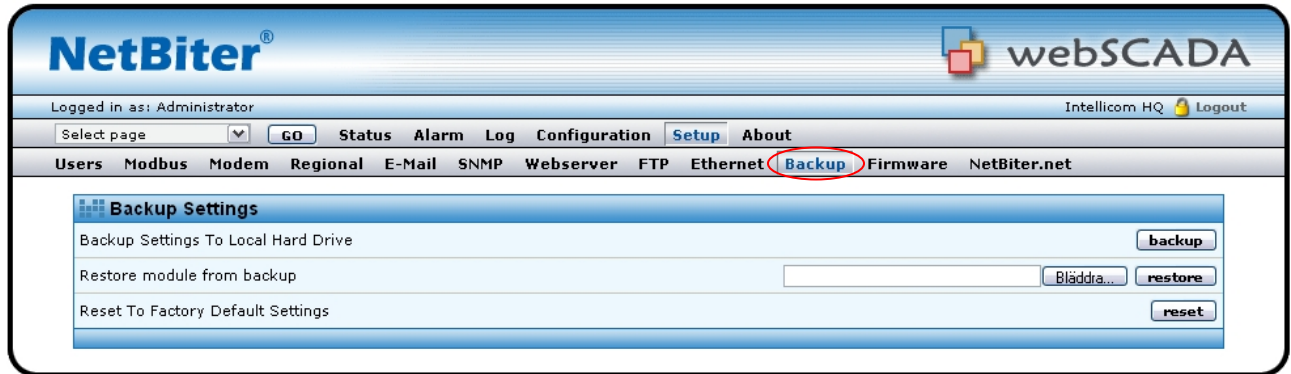 NetBiter® webSCADA
Logged in as: Administrator Intellicom HQ Logout
Select page GO Status Alarm Log Configuration Setup About
Users Modbus Modem Regional E-Mail SNMP Webserver FTP Ethernet Backup Firmware NetBiter.net
Backup Settings
Backup Settings To Local Hard Drive backup
Restore module from backup Bläddra... restore
Reset To Factory Default Settings reset